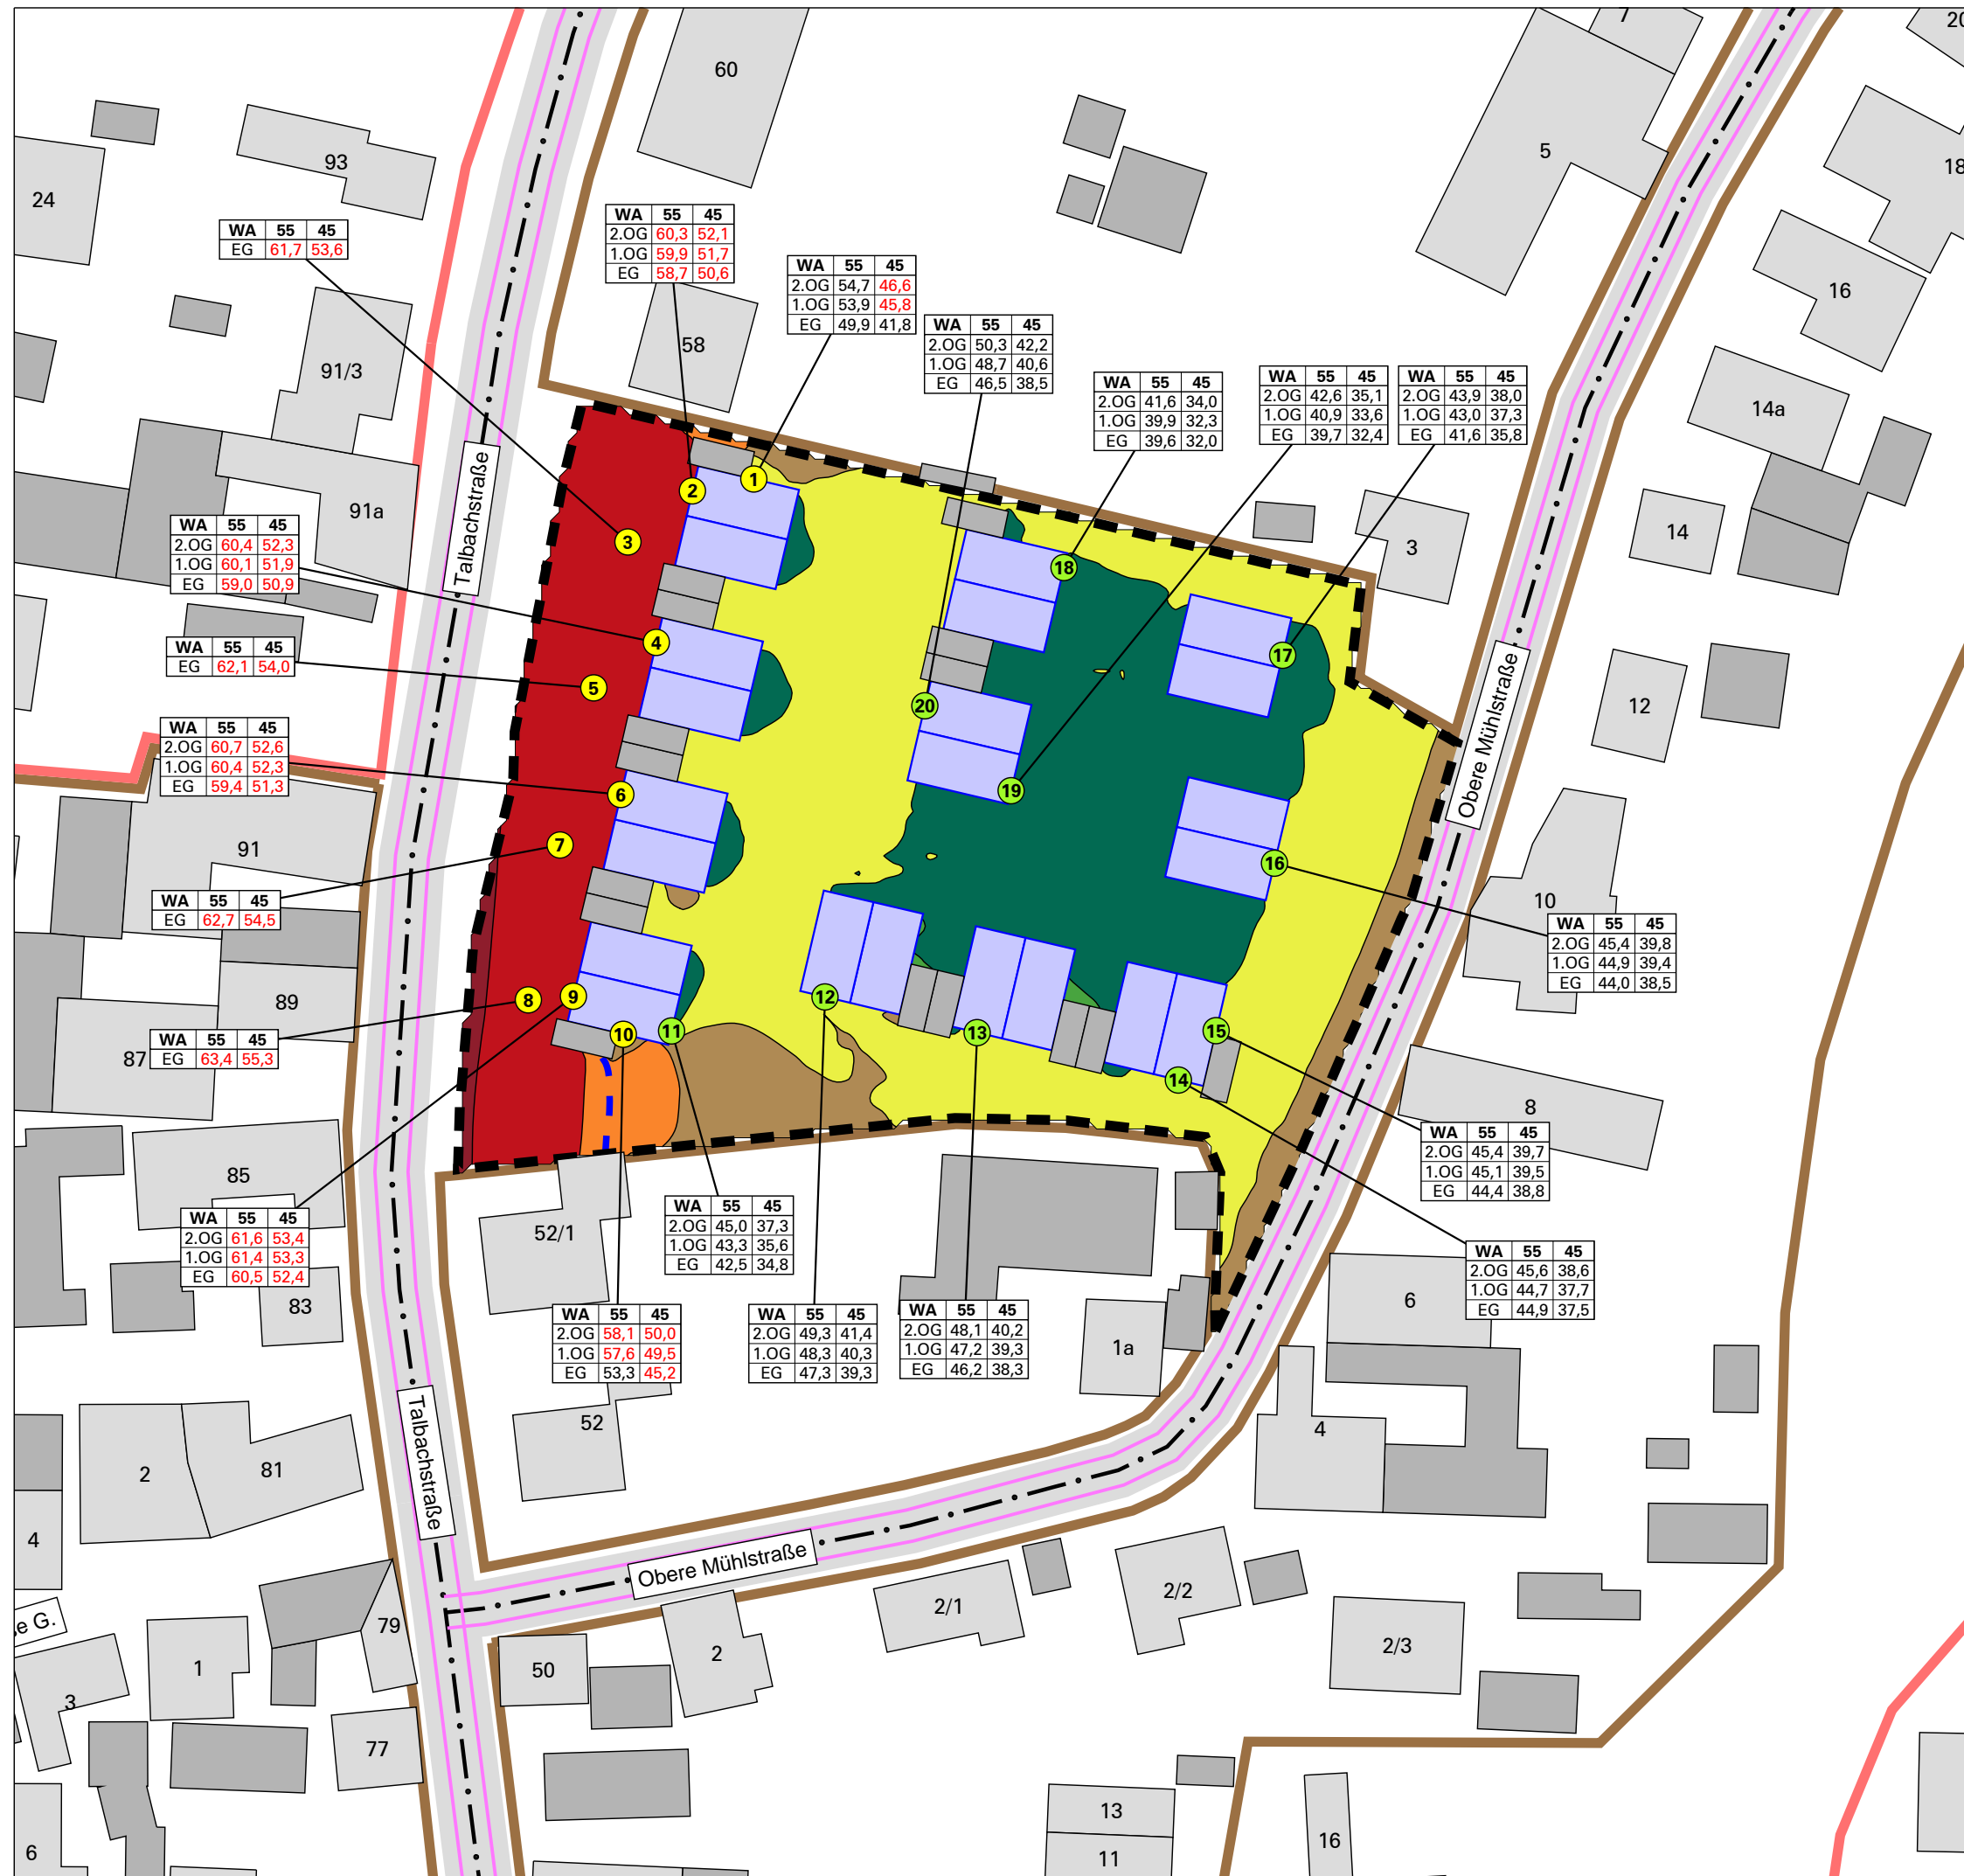 60
7
20
5
18
93
24
WA 55 45
EG 61,7 53,6
WA 55 45
2.OG 60,3 52,1
1.OG 59,9 51,7
EG 58,7 50,6
WA 55 45
2.OG 54,7 46,6
1.OG 53,9 45,8
EG 49,9 41,8
16
58
91/3
WA 55 45
2.OG 50,3 42,2
1.OG 48,7 40,6
EG 46,5 38,5
WA 55 45
2.OG 41,6 34,0
1.OG 39,9 32,3
EG 39,6 32,0
WA 55 45
2.OG 42,6 35,1
1.OG 40,9 33,6
EG 39,7 32,4
WA 55 45
2.OG 43,9 38,0
1.OG 43,0 37,3
EG 41,6 35,8
14a
91a
Talbachstraße
1
2
3
3
14
WA 55 45
2.OG 60,4 52,3
1.OG 60,1 51,9
EG 59,0 50,9
18
4
17
WA 55 45
EG 62,1 54,0
5
20
12
Obere Mühlstraße
WA 55 45
2.OG 60,7 52,6
1.OG 60,4 52,3
EG 59,4 51,3
6
19
91
7
16
10
WA 55 45
EG 62,7 54,5
WA 55 45
2.OG 45,4 39,8
1.OG 44,9 39,4
EG 44,0 38,5
89
8
9
12
10
11
13
15
87
WA 55 45
EG 63,4 55,3
14
8
WA 55 45
2.OG 45,4 39,7
1.OG 45,1 39,5
EG 44,4 38,8
85
WA 55 45
2.OG 61,6 53,4
1.OG 61,4 53,3
EG 60,5 52,4
52/1
WA 55 45
2.OG 45,0 37,3
1.OG 43,3 35,6
EG 42,5 34,8
WA 55 45
2.OG 45,6 38,6
1.OG 44,7 37,7
EG 44,9 37,5
83
6
WA 55 45
2.OG 58,1 50,0
1.OG 57,6 49,5
EG 53,3 45,2
WA 55 45
2.OG 49,3 41,4
1.OG 48,3 40,3
EG 47,3 39,3
WA 55 45
2.OG 48,1 40,2
1.OG 47,2 39,3
EG 46,2 38,3
1a
52
4
Talbachstraße
2
81
4
Obere Mühlstraße
2/1
2/2
2/3
e G.
79
1
50
2
3
77
13
16
11
6